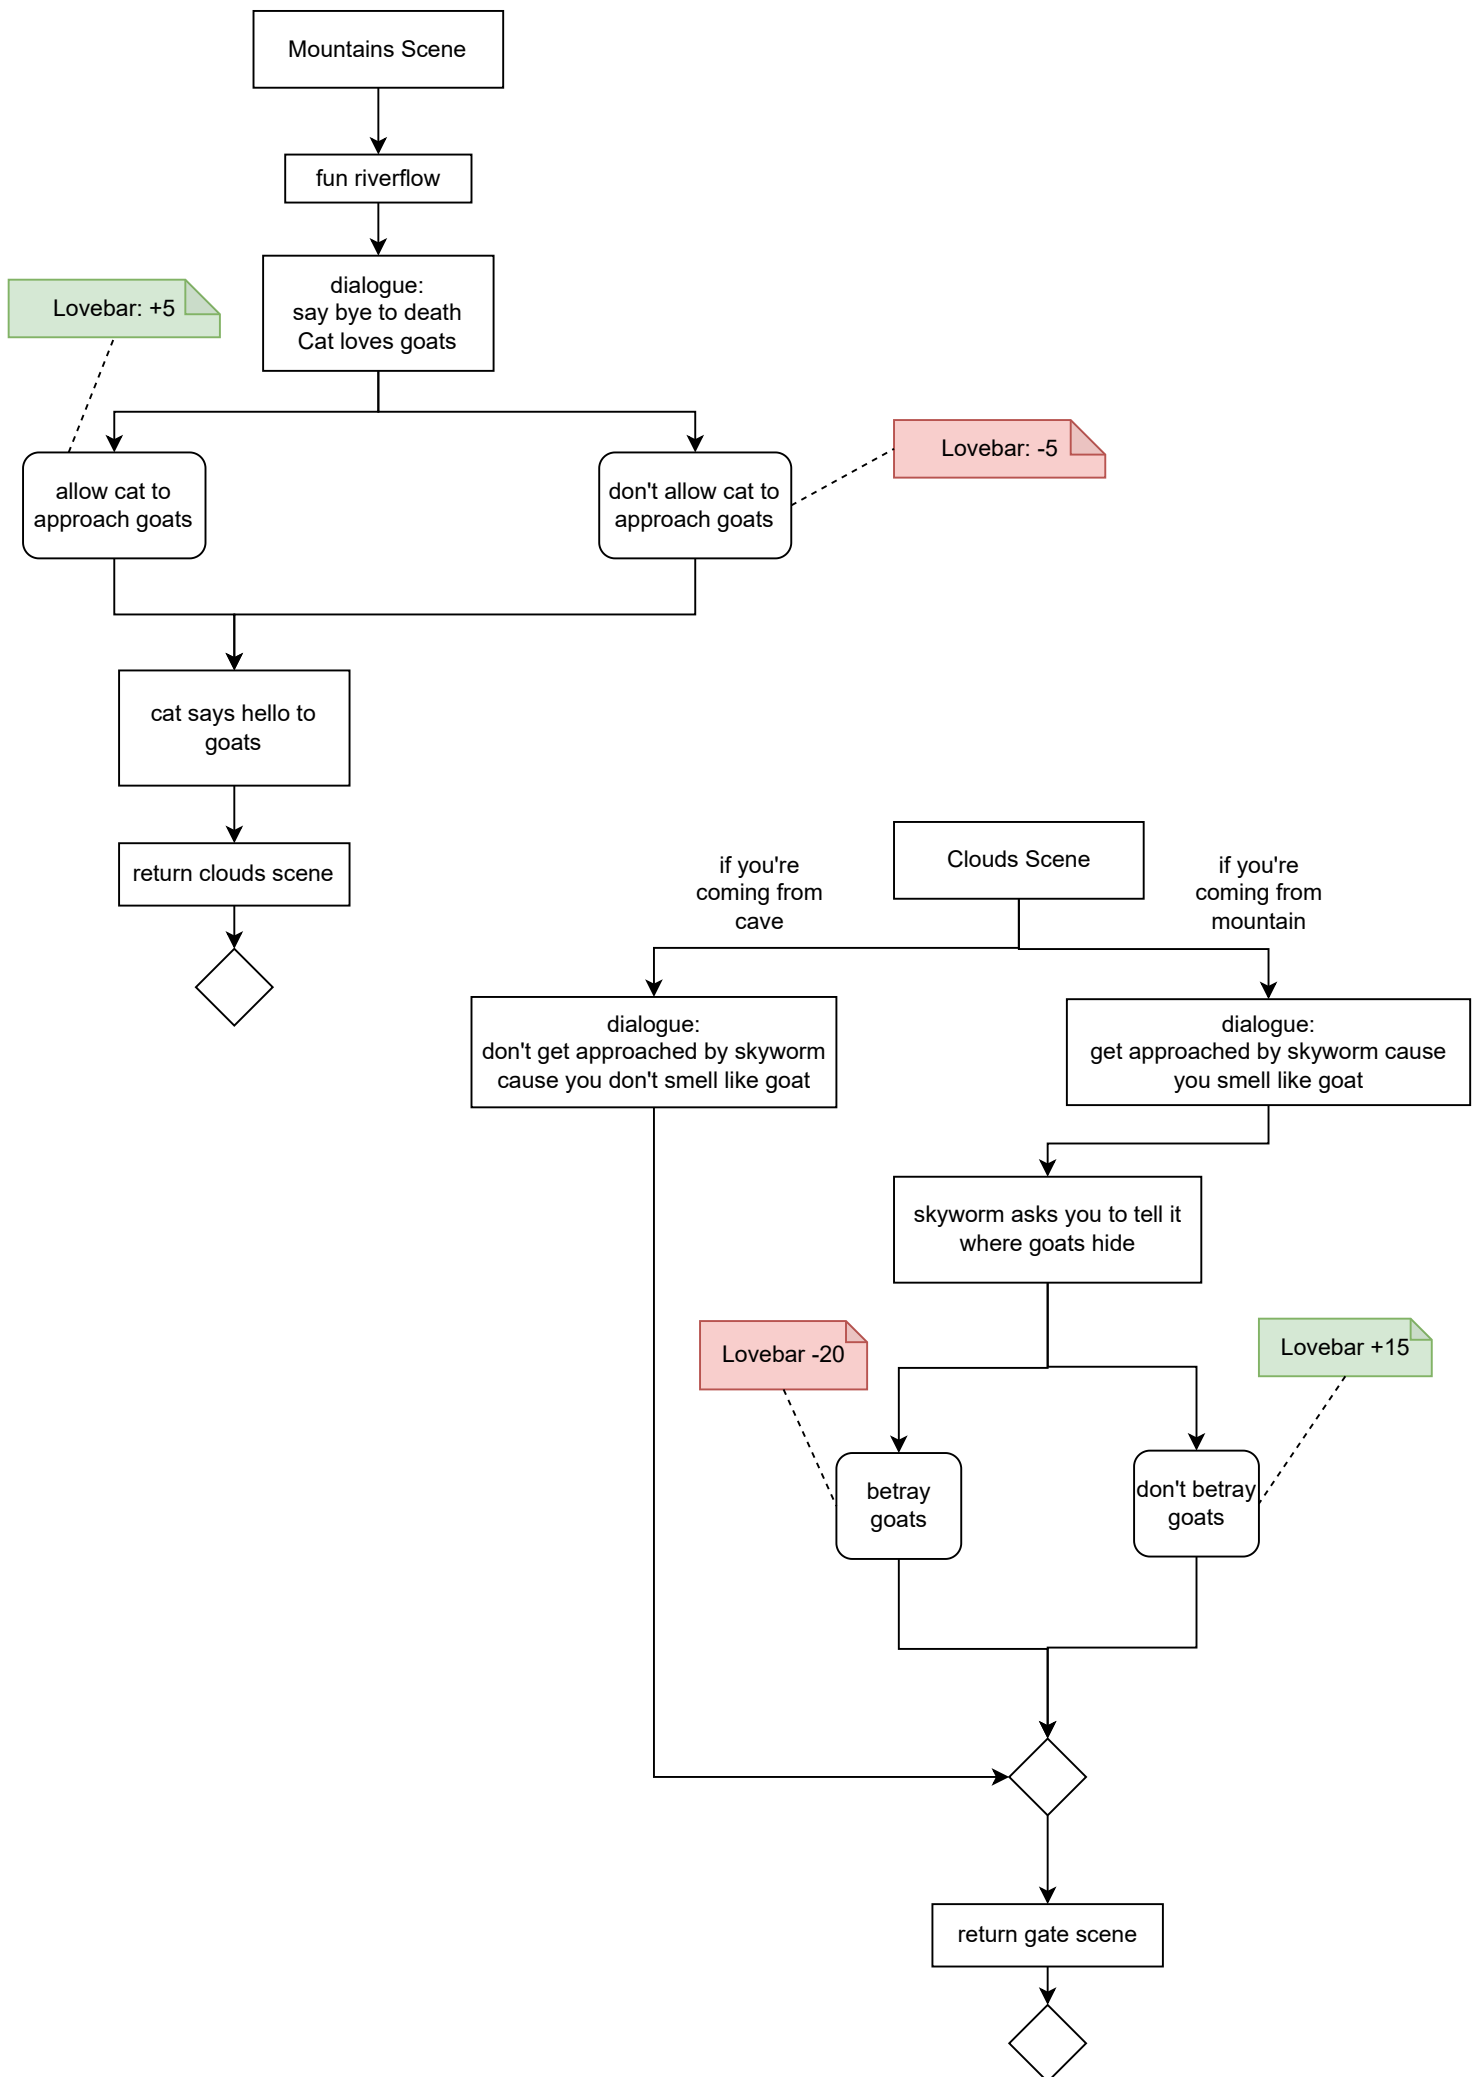 Mountains Scene
fun riverflow
dialogue:
say bye to death
Cat loves goats
Lovebar: +5
allow cat to
approach goats
don't allow cat to
approach goats
Lovebar: -5
cat says hello to
goats
return clouds scene
Clouds Scene
if you're
coming from
cave
if you're
coming from
mountain
dialogue:
don't get approached by skyworm
cause you don't smell like goat
dialogue:
get approached by skyworm cause
you smell like goat
skyworm asks you to tell it
where goats hide
Lovebar -20
Lovebar +15
betray
goats
don't betray
goats
return gate scene